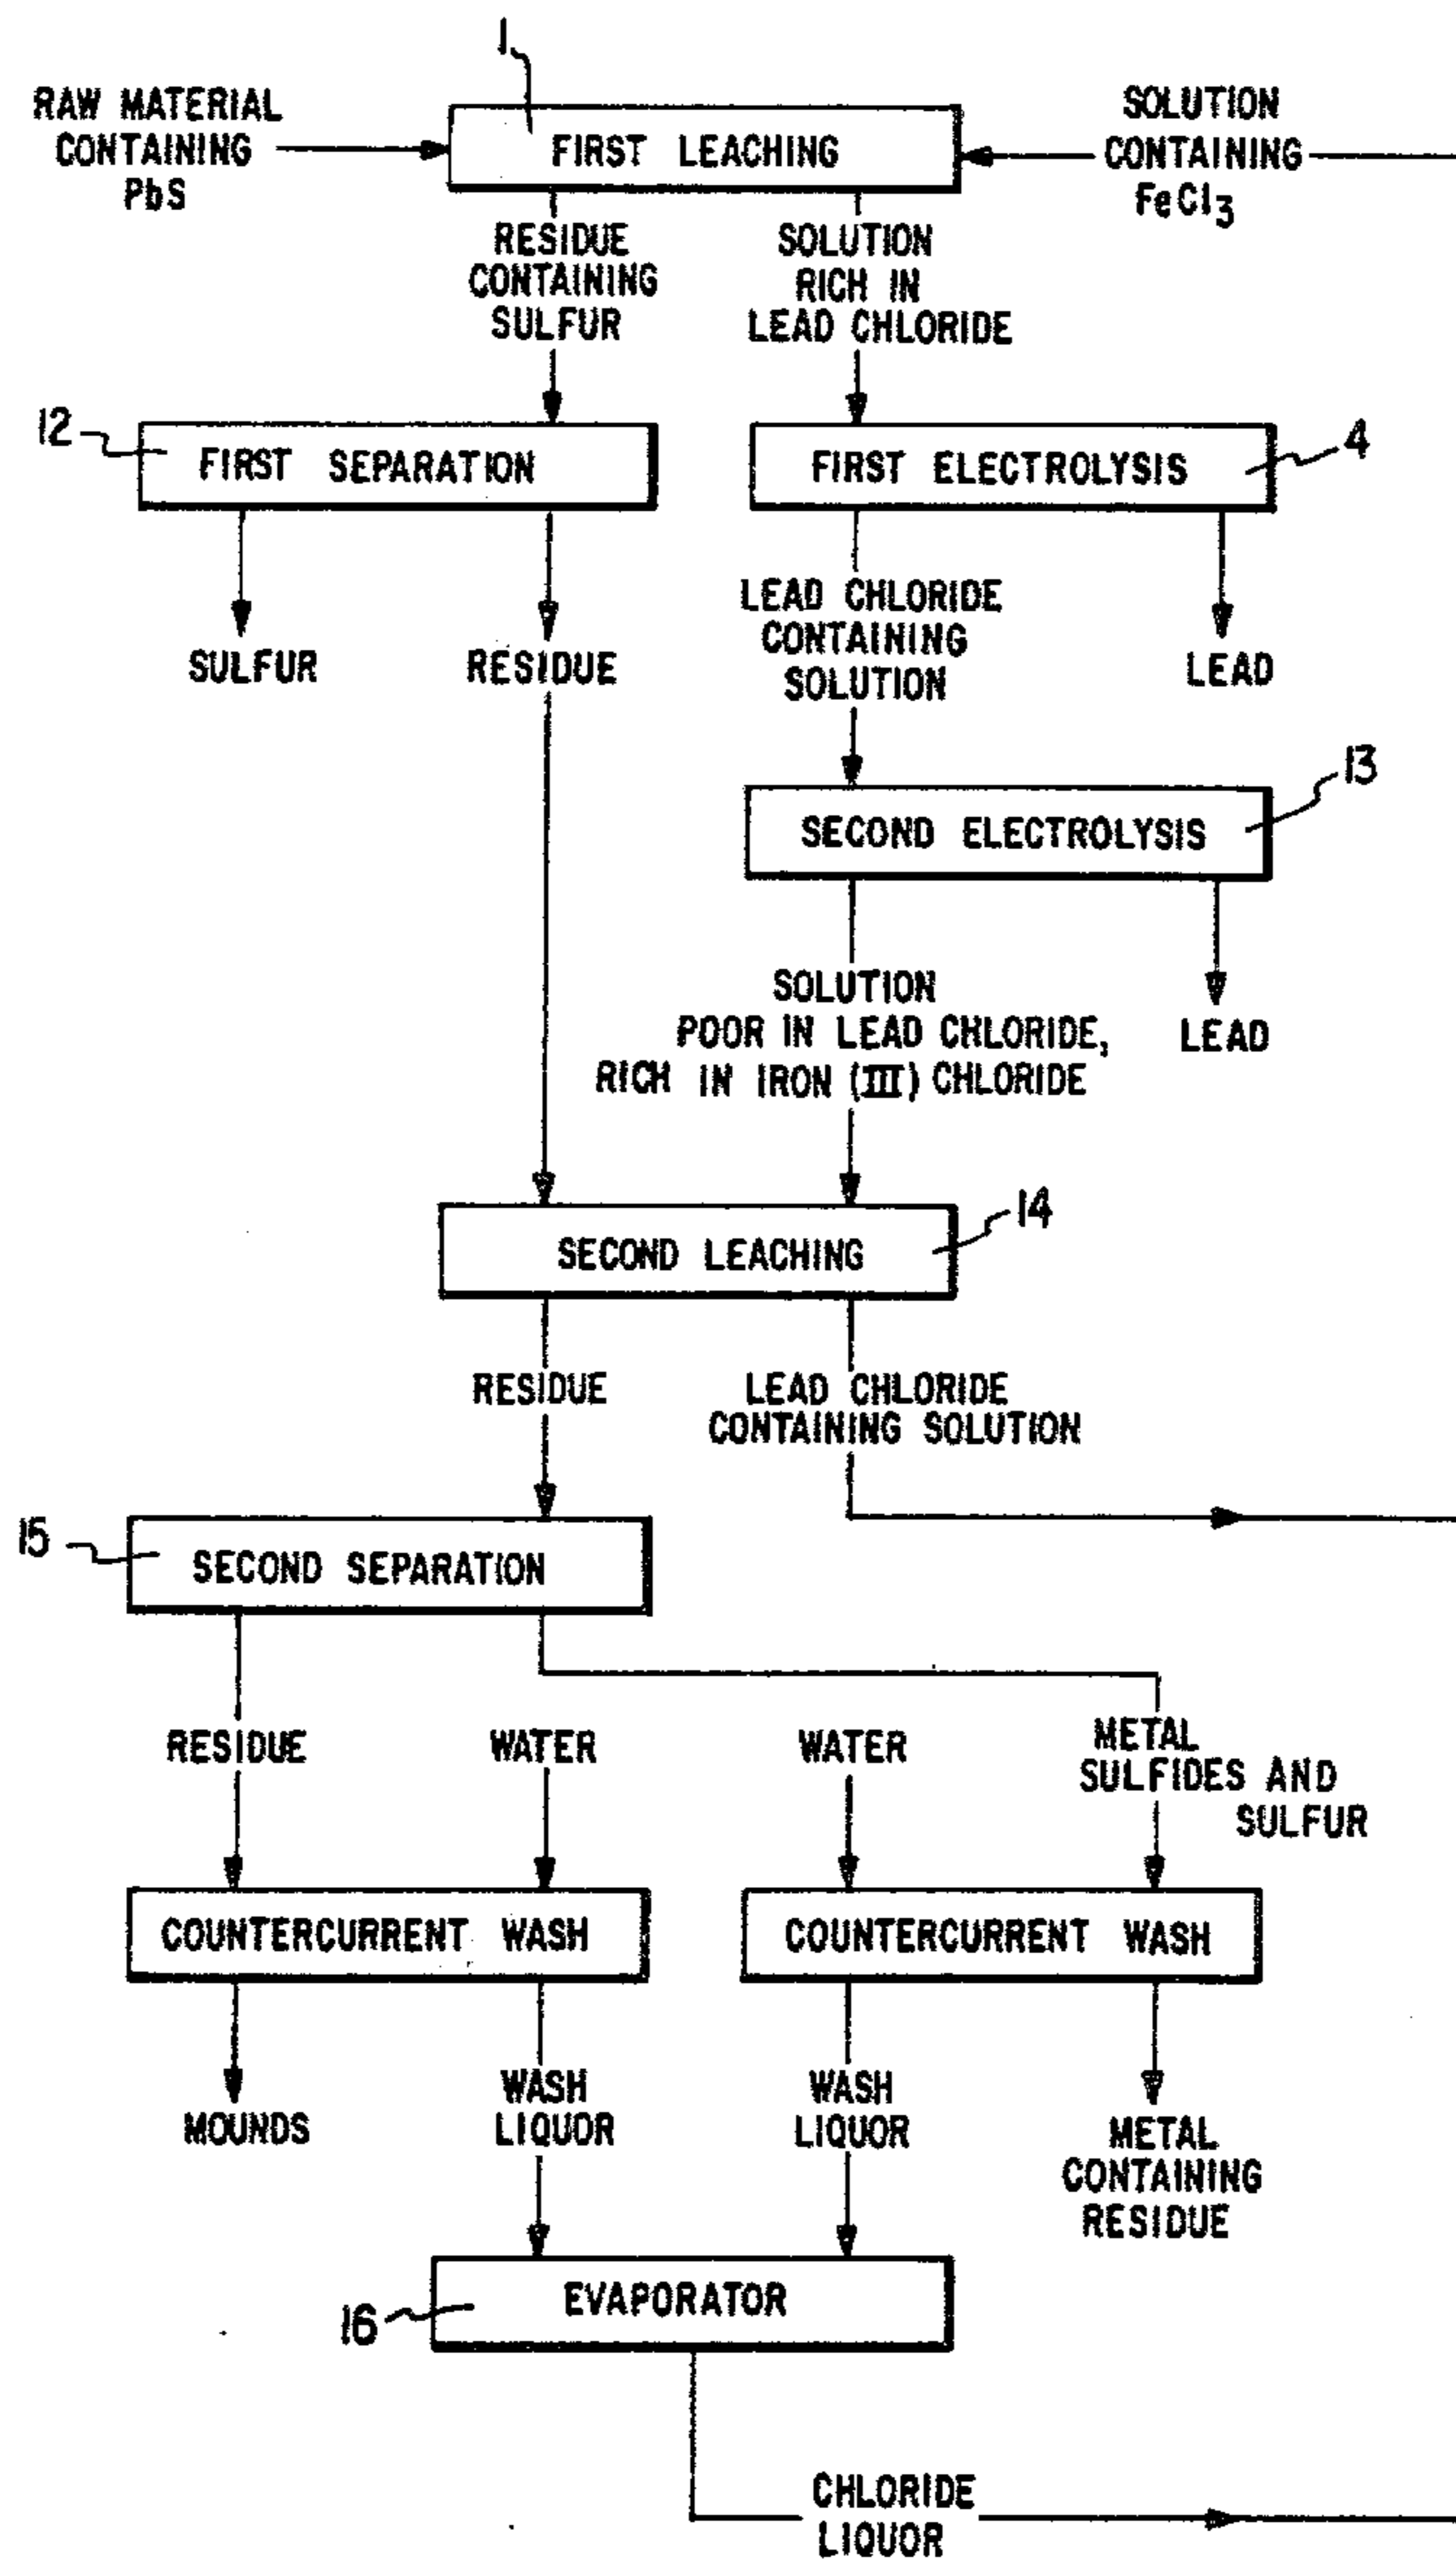 1
RAW MATERIAL
CONTAINING
PbS
FIRST LEACHING
SOLUTION
CONTAINING
FeCl3
RESIDUE
CONTAINING
SULFUR
SOLUTION
RICH IN
LEAD CHLORIDE
12
FIRST SEPARATION
FIRST ELECTROLYSIS
4
SULFUR
RESIDUE
LEAD CHLORIDE
CONTAINING
SOLUTION
LEAD
13
SECOND ELECTROLYSIS
SOLUTION
POOR IN LEAD CHLORIDE,
RICH IN IRON (III) CHLORIDE
LEAD
14
SECOND LEACHING
RESIDUE
LEAD CHLORIDE
CONTAINING SOLUTION
15
SECOND SEPARATION
RESIDUE
WATER
WATER
METAL
SULFIDES AND
SULFUR
COUNTERCURRENT WASH
COUNTERCURRENT WASH
MOUNDS
WASH
LIQUOR
WASH
LIQUOR
METAL
CONTAINING
RESIDUE
EVAPORATOR
16
CHLORIDE
LIQUOR